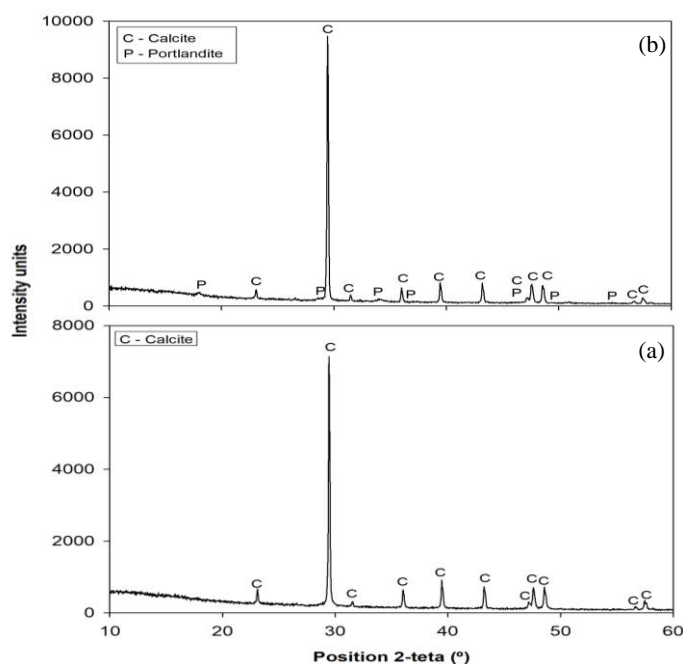 10000
C - Calcite
P - Portlandite
C
(b)
8000
6000
4000
2000
P
C
P
C
P
C
P
C
C
C
P
C
C
P
P
C
C
0
Intensity units
8000
C - Calcite
C
(a)
6000
4000
2000
C
C
C
C
C
C
C
C
C
C
0
10
20
30
40
50
60
Position 2-teta (º)